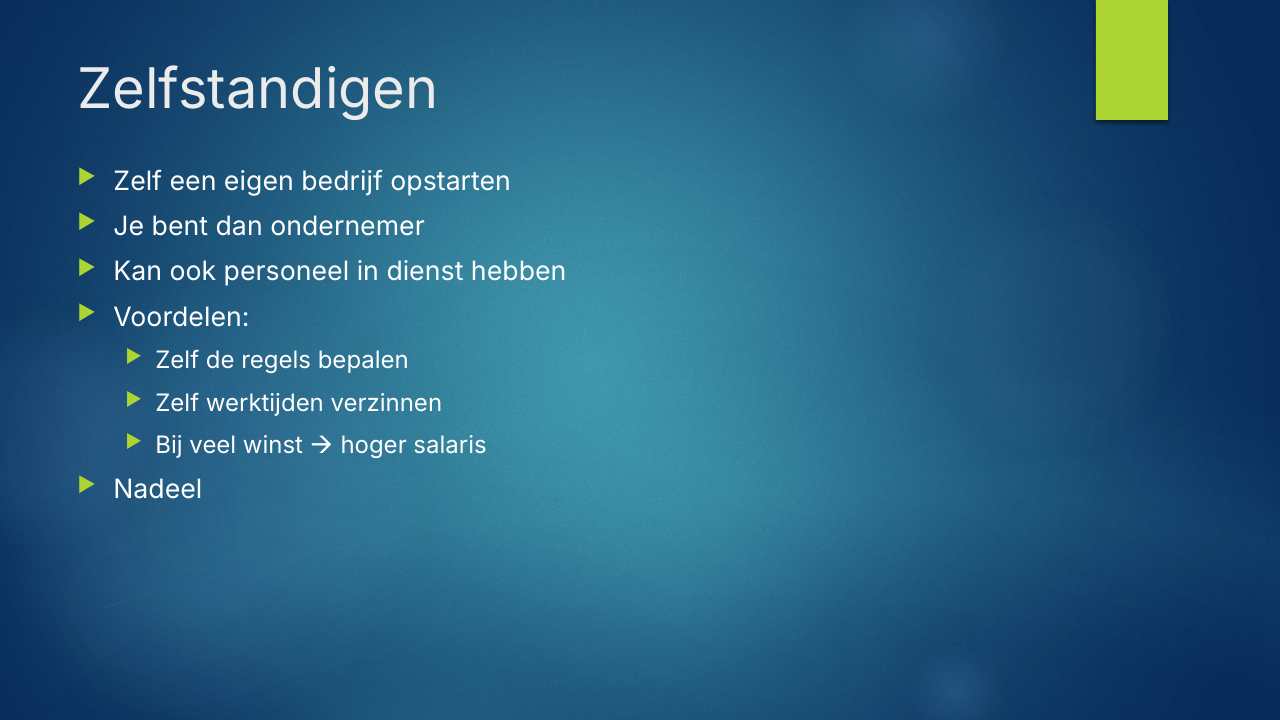 Zelfstandigen
Zelf een eigen bedrijf opstarten
Je bent dan ondernemer
Kan ook personeel in dienst hebben
Voordelen:
Zelf de regels bepalen
Zelf werktijden verzinnen
Bij veel winst → hoger salaris
Nadeel